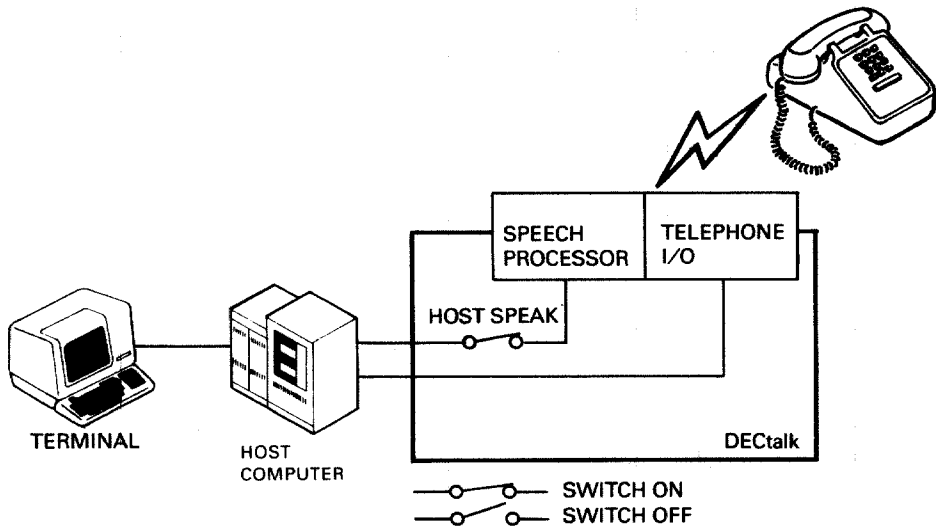 SPEECH
PROCESSOR
TELEPHONE
I/O
HOST SPEAK
TERMINAL
HOST
COMPUTER
DECtalk
SWITCH ON
SWITCH OFF